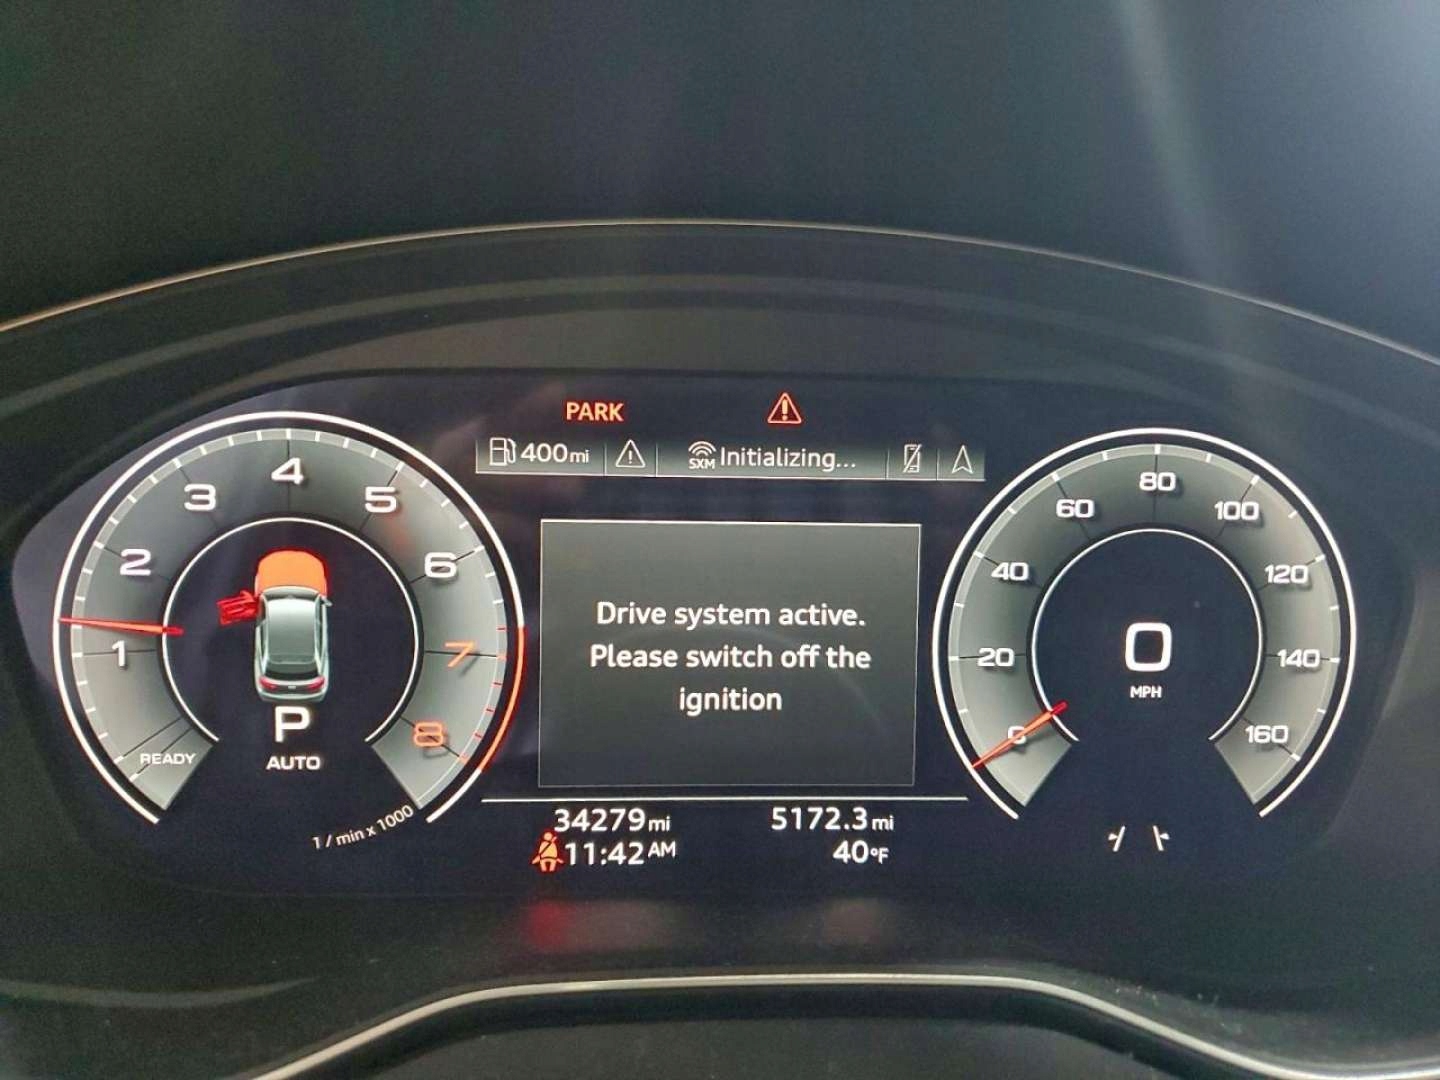 PARK
400mi
SXM Initializing...
1
2
3
4
5
6
7
8
READY
P
AUTO
1 / min x 1000
Drive system active.
Please switch off the
ignition
34279mi
5172.3mi
11:42AM
40°F
0
20
40
60
80
100
120
140
160
0
MPH